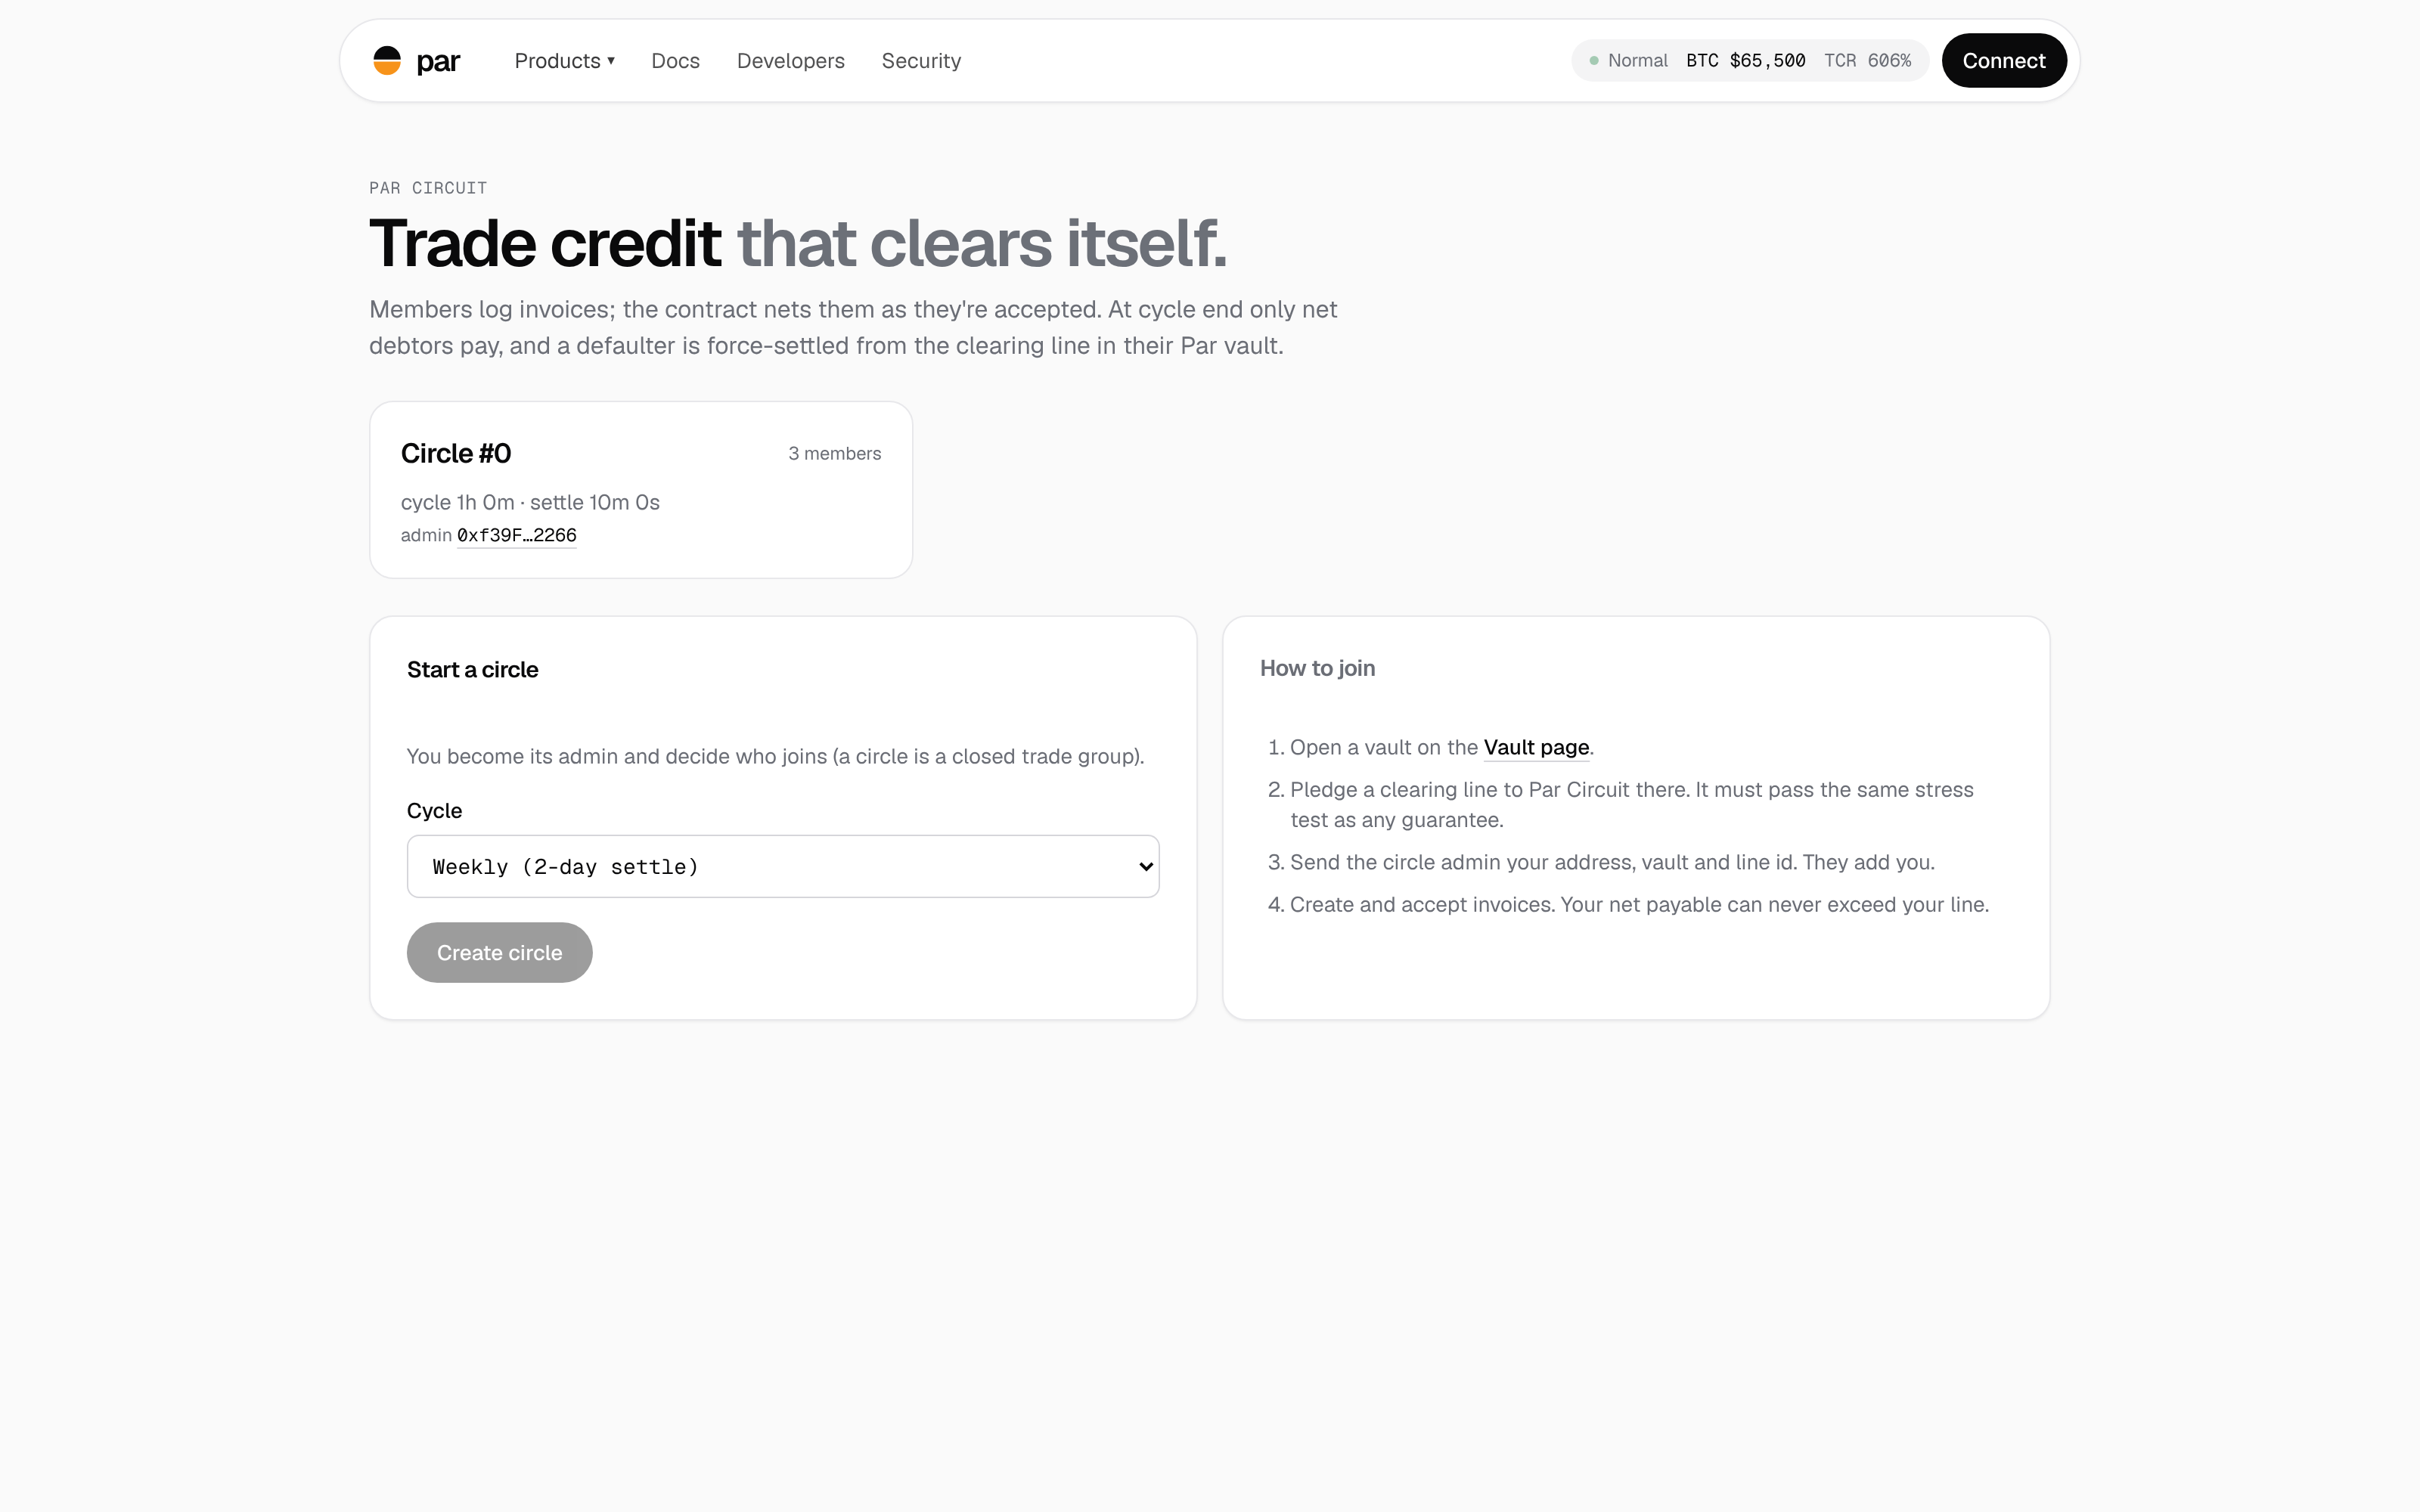 par
Products ▾
Docs
Developers
Security
Normal BTC $65,500 TCR 606%
Connect
PAR CIRCUIT
Trade credit that clears itself.
Members log invoices; the contract nets them as they're accepted. At cycle end only net
debtors pay, and a defaulter is force-settled from the clearing line in their Par vault.
Circle #0
3 members
cycle 1h 0m · settle 10m 0s
admin 0xf39F…2266
Start a circle
You become its admin and decide who joins (a circle is a closed trade group).
Cycle
Weekly (2-day settle)
Create circle
How to join
1. Open a vault on the Vault page.
2. Pledge a clearing line to Par Circuit there. It must pass the same stress
test as any guarantee.
3. Send the circle admin your address, vault and line id. They add you.
4. Create and accept invoices. Your net payable can never exceed your line.